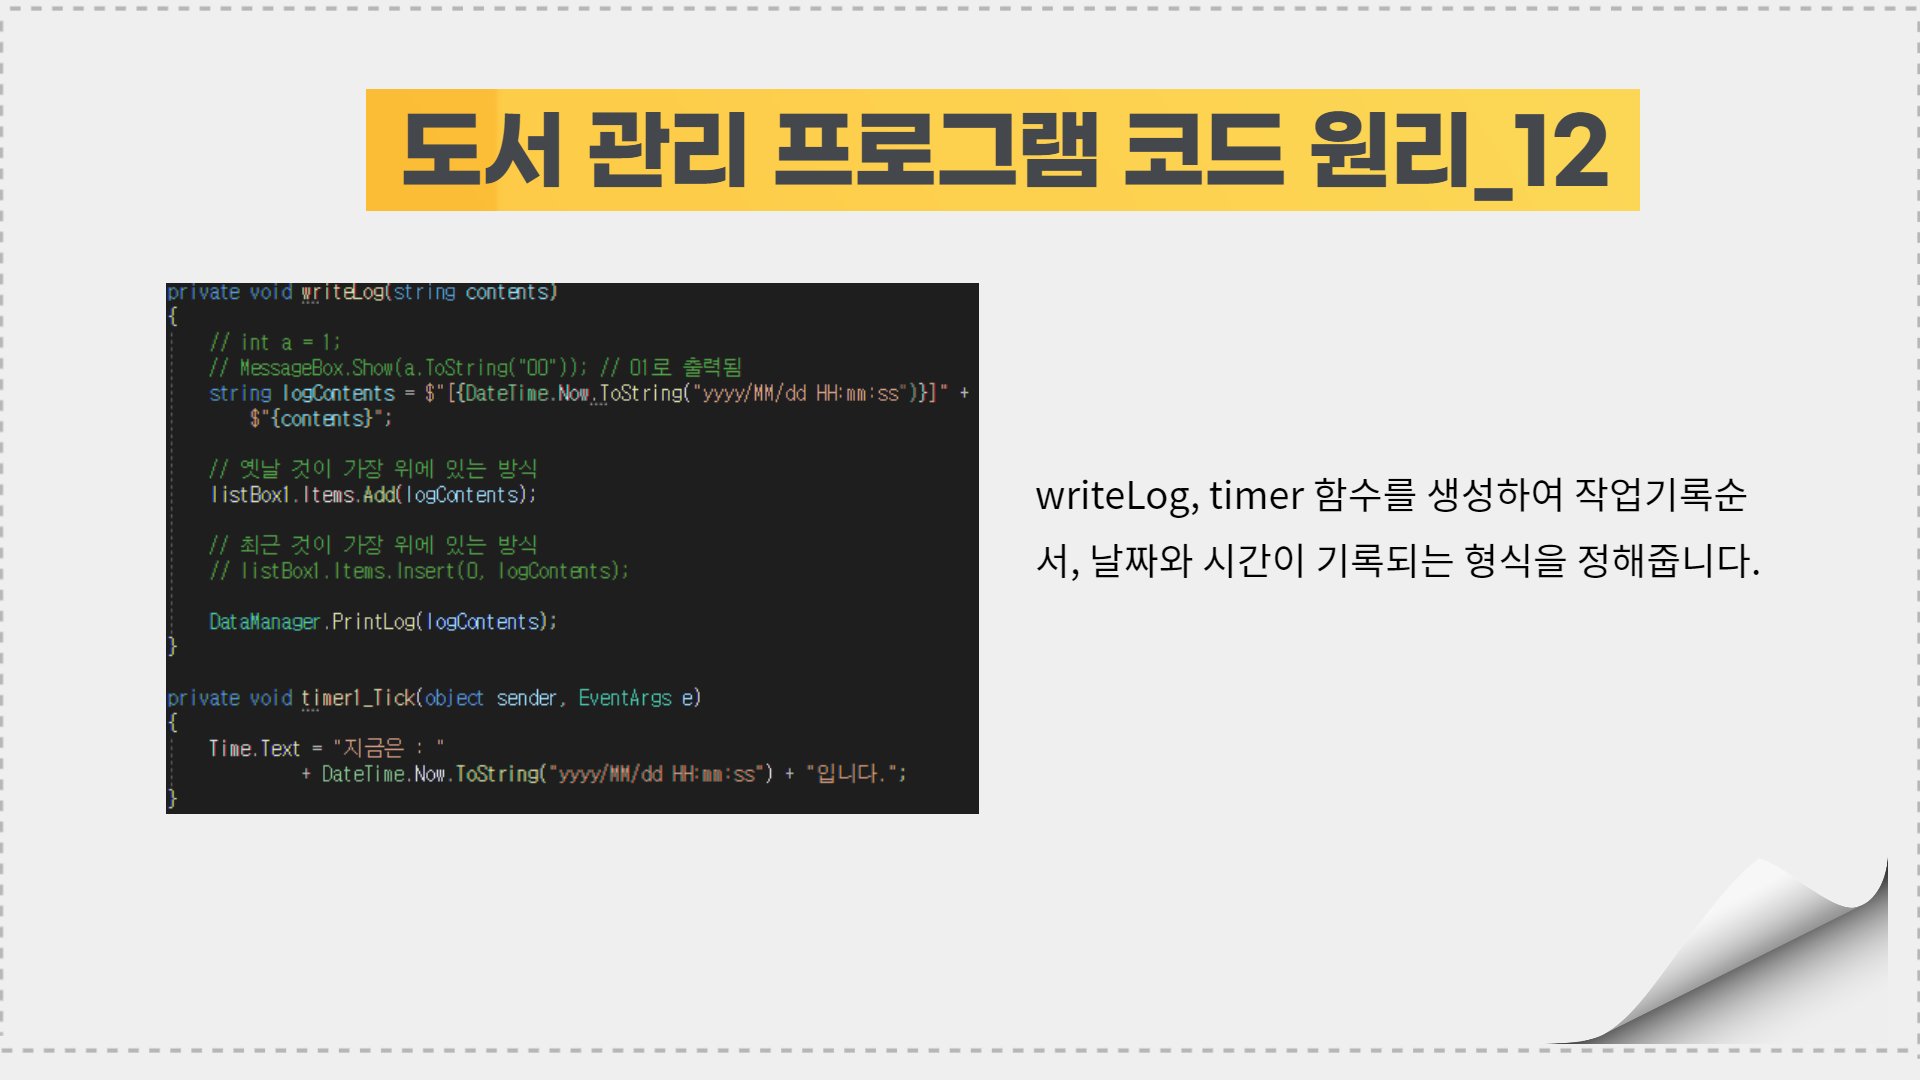 도서 관리 프로그램 코드 원리_12
private void writeLog(string contents)
{
// int a = 1;
// MessageBox.Show(a.ToString("00")); // 01로 출력됨
string logContents = $"[{DateTime.Now.ToString("yyyy/MM/dd HH:mm:ss")}]" +
$"{contents}";
// 옛날 것이 가장 위에 있는 방식
listBox1.Items.Add(logContents);
// 최근 것이 가장 위에 있는 방식
// listBox1.Items.Insert(0, logContents);
DataManager.PrintLog(logContents);
}
private void timer1_Tick(object sender, EventArgs e)
{
Time.Text = "지금은 : "
+ DateTime.Now.ToString("yyyy/MM/dd HH:mm:ss") + "입니다.";
}
writeLog, timer 함수를 생성하여 작업기록순
서, 날짜와 시간이 기록되는 형식을 정해줍니다.